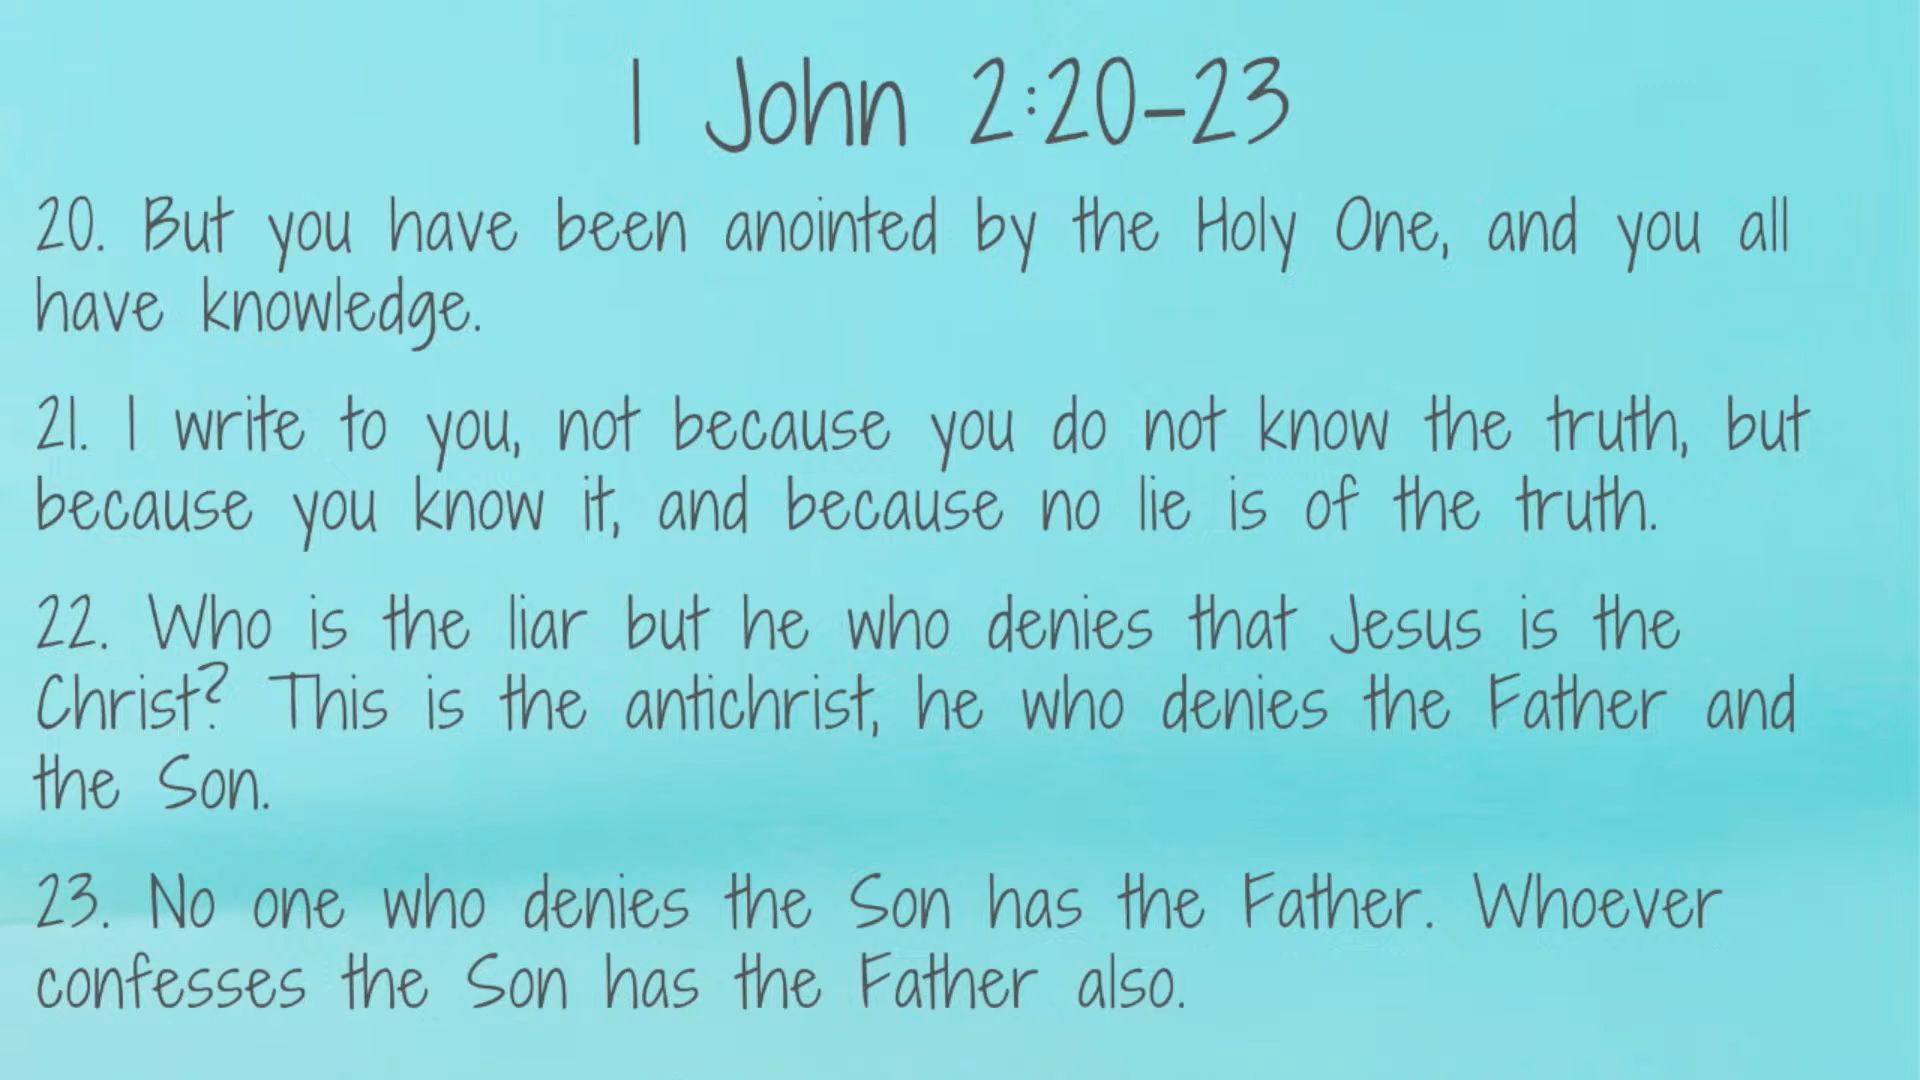 1 John 2:20-23
20. But you have been anointed by the Holy One, and you all
have knowledge.
21. I write to you, not because you do not know the truth, but
because you know it, and because no lie is of the truth.
22. Who is the liar but he who denies that Jesus is the
Christ? This is the antichrist, he who denies the Father and
the Son.
23. No one who denies the Son has the Father. Whoever
confesses the Son has the Father also.